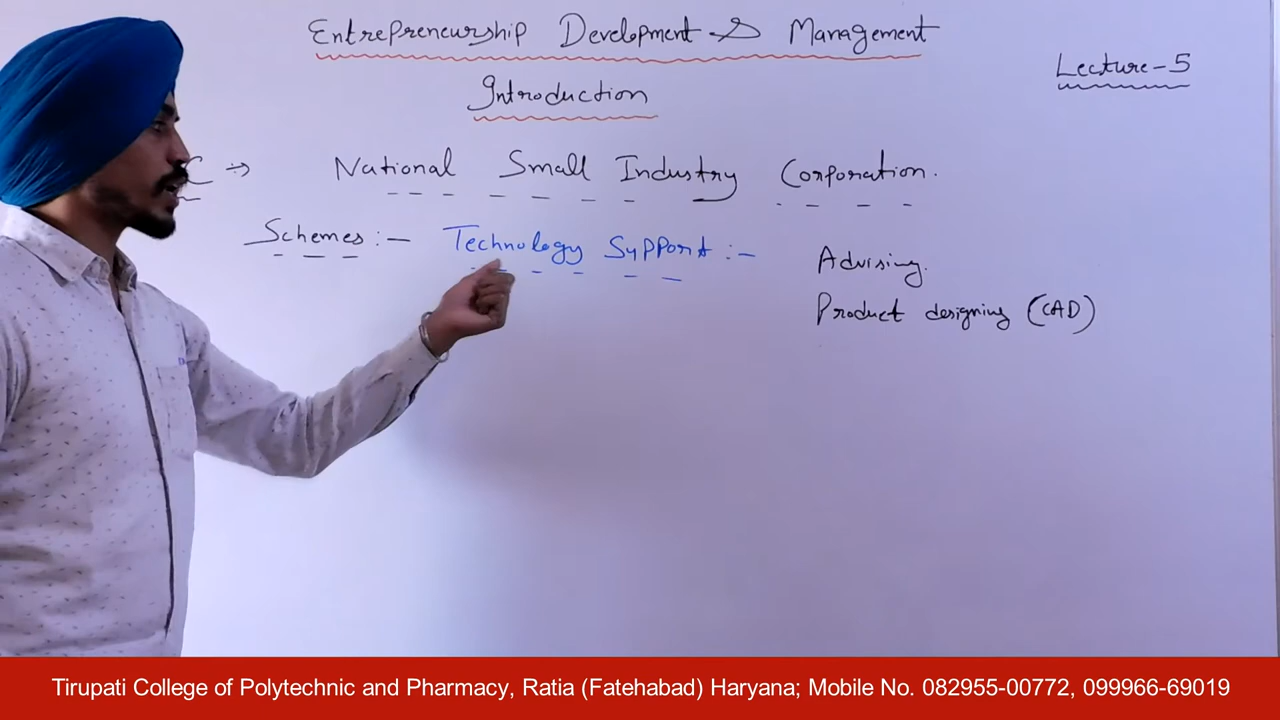 Entrepreneurship Development & Management
Lecture-5
Introduction
C :→ National Small Industry Corporation.
Schemes :- Technology Support :- Advising.
Product designing (CAD)
Tirupati College of Polytechnic and Pharmacy, Ratia (Fatehabad) Haryana; Mobile No. 082955-00772, 099966-69019